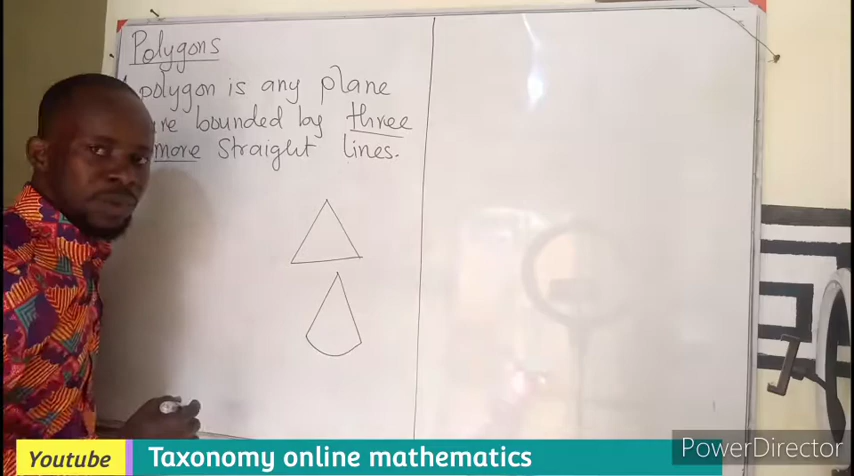 Polygons
polygon is any plane
bounded by three
more straight lines.
Youtube
Taxonomy online mathematics
PowerDirector